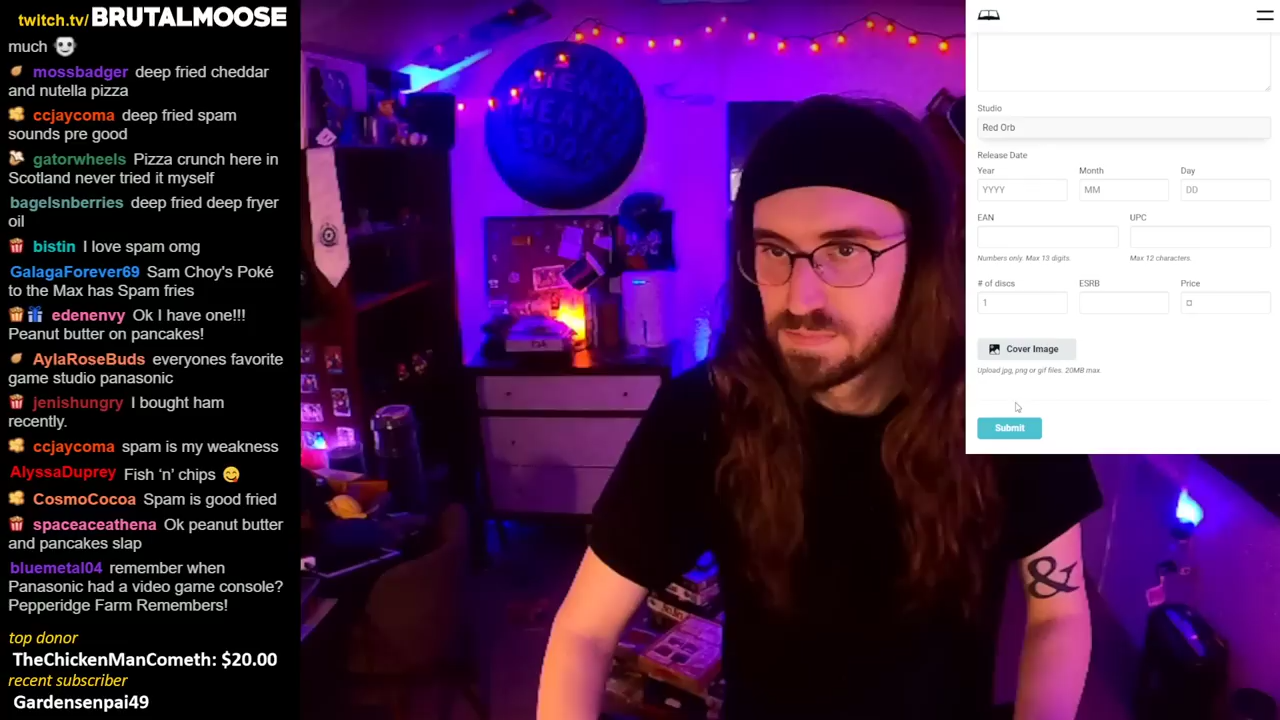 twitch.tv/BRUTALMOOSE
much
mossbadger deep fried cheddar
and nutella pizza
ccjaycoma deep fried spam
sounds pre good
gatorwheels Pizza crunch here in
Scotland never tried it myself
bagelsnberries deep fried deep fryer
oil
bistin I love spam omg
GalagaForever69 Sam Choy's Poké
to the Max has Spam fries
edenenvy Ok I have one!!!
Peanut butter on pancakes!
AylaRoseBuds everyones favorite
game studio panasonic
jenishungry I bought ham
recently.
ccjaycoma spam is my weakness
AlyssaDuprey Fish ‘n’ chips
CosmoCocoa Spam is good fried
spaceaceathena Ok peanut butter
and pancakes slap
bluemetal04 remember when
Panasonic had a video game console?
Pepperidge Farm Remembers!
top donor
TheChickenManCometh: $20.00
recent subscriber
Gardensenpai49
&
Studio
Red Orb
Release Date
Year Month Day
YYYY MM DD
EAN UPC
Numbers only. Max 13 digits. Max 12 characters.
# of discs ESRB Price
1
Cover Image
Upload jpg, png or gif files. 20MB max.
Submit